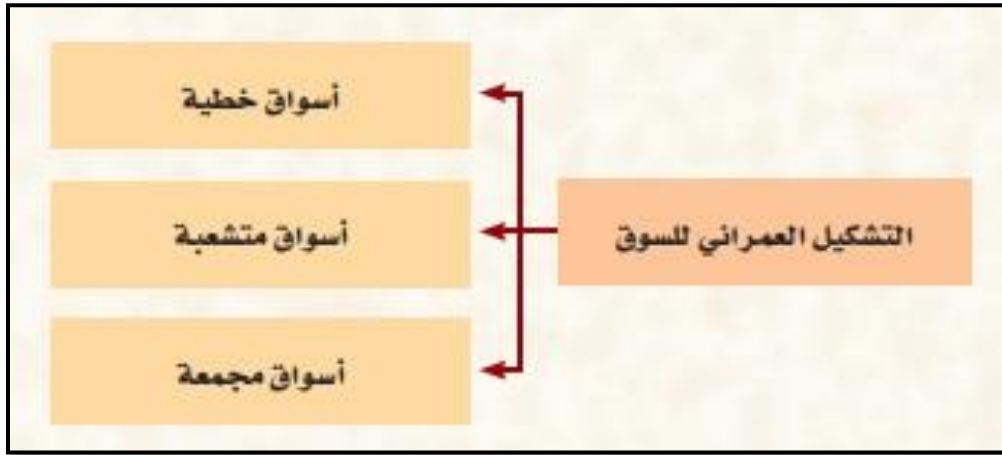 التشكيل العمراني للسوق
أسواق خطية
أسواق متشعبة
أسواق مجمعة